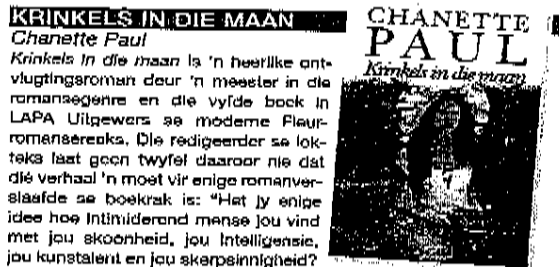 KRINKELS IN DIE MAAN
Chanette Paul
Krinkels in die maan is 'n heerlike ont-
vlugtingsroman deur 'n meester in die
romansegenre en die vyfde boek in
LAPA Uitgewers se moderne Fleur-
romansereeks. Die redigeerder se lok-
teks laat geen twyfel daaroor nie dat
dié verhaal 'n moet vir enige romanver-
slaafde se boekrak is: "Het jy enige
idee hoe intimiderend mense jou vind
met jou skoonheid, jou intelligensie,
jou kunstalent en jou skerpsinnigheid?
CHANETTE
PAUL
Krinkels in die maan